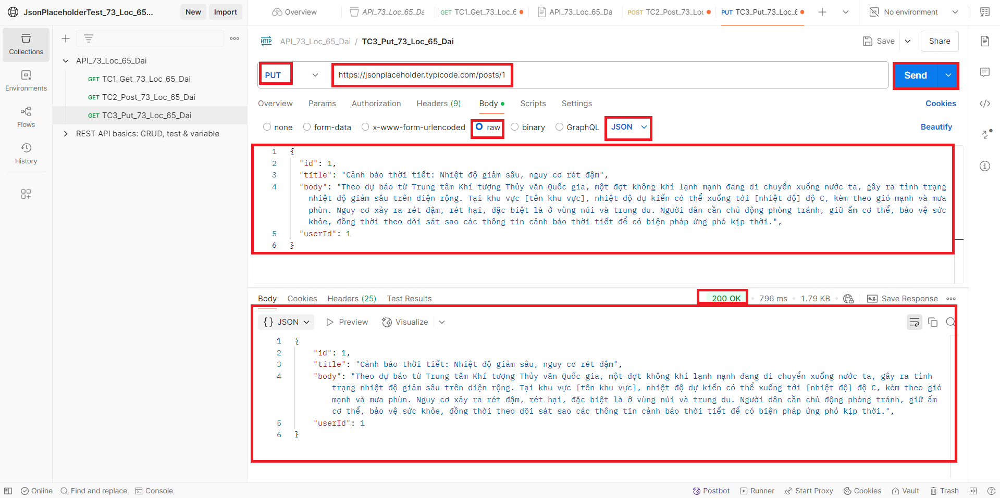 JsonPlaceholderTest_73_Loc_65...
New
Import
Overview
API_73_Loc_65_Da
GET TC1_Get_73_Loc_6
API_73_Loc_65_Da
POST TC2_Post_73_Loc
PUT TC3_Put_73_Loc_6
No environment
Collections
Environments
Flows
History
API_73_Loc_65_Dai
GET TC1_Get_73_Loc_65_Dai
GET TC2_Post_73_Loc_65_Dai
GET TC3_Put_73_Loc_65_Dai
REST API basics: CRUD, test & variable
HTTP API_73_Loc_65_Dai / TC3_Put_73_Loc_65_Dai
Save
Share
PUT
https://jsonplaceholder.typicode.com/posts/1
Send
Overview
Params
Authorization
Headers (9)
Body
Scripts
Settings
Cookies
none
form-data
x-www-form-urlencoded
raw
binary
GraphQL
JSON
Beautify
1 {
2 "id": 1,
3 "title": "Cảnh báo thời tiết: Nhiệt độ giảm sâu, nguy cơ rét đậm",
4 "body": "Theo dự báo từ Trung tâm Khí tượng Thủy văn Quốc gia, một đợt không khí lạnh mạnh đang di chuyển xuống nước ta, gây ra tình trạng
nhiệt độ giảm sâu trên diện rộng. Tại khu vực [tên khu vực], nhiệt độ dự kiến có thể xuống tới [nhiệt độ] độ C, kèm theo gió mạnh và mưa
phùn. Nguy cơ xảy ra rét đậm, rét hại, đặc biệt là ở vùng núi và trung du. Người dân cần chủ động phòng tránh, giữ ấm cơ thể, bảo vệ sức
khỏe, đồng thời theo dõi sát sao các thông tin cảnh báo thời tiết để có biện pháp ứng phó kịp thời.",
5 "userId": 1
6 }
Body
Cookies
Headers (25)
Test Results
200 OK
796 ms
1.79 KB
e.g. Save Response
{} JSON
Preview
Visualize
1 {
2 "id": 1,
3 "title": "Cảnh báo thời tiết: Nhiệt độ giảm sâu, nguy cơ rét đậm",
4 "body": "Theo dự báo từ Trung tâm Khí tượng Thủy văn Quốc gia, một đợt không khí lạnh mạnh đang di chuyển xuống nước ta, gây ra tình
trạng nhiệt độ giảm sâu trên diện rộng. Tại khu vực [tên khu vực], nhiệt độ dự kiến có thể xuống tới [nhiệt độ] độ C, kèm theo gió
mạnh và mưa phùn. Nguy cơ xảy ra rét đậm, rét hại, đặc biệt là ở vùng núi và trung du. Người dân cần chủ động phòng tránh, giữ ấm
cơ thể, bảo vệ sức khỏe, đồng thời theo dõi sát sao các thông tin cảnh báo thời tiết để có biện pháp ứng phó kịp thời.",
5 "userId": 1
6 }
Online
Find and replace
Console
Postbot
Runner
Start Proxy
Cookies
Vault
Trash